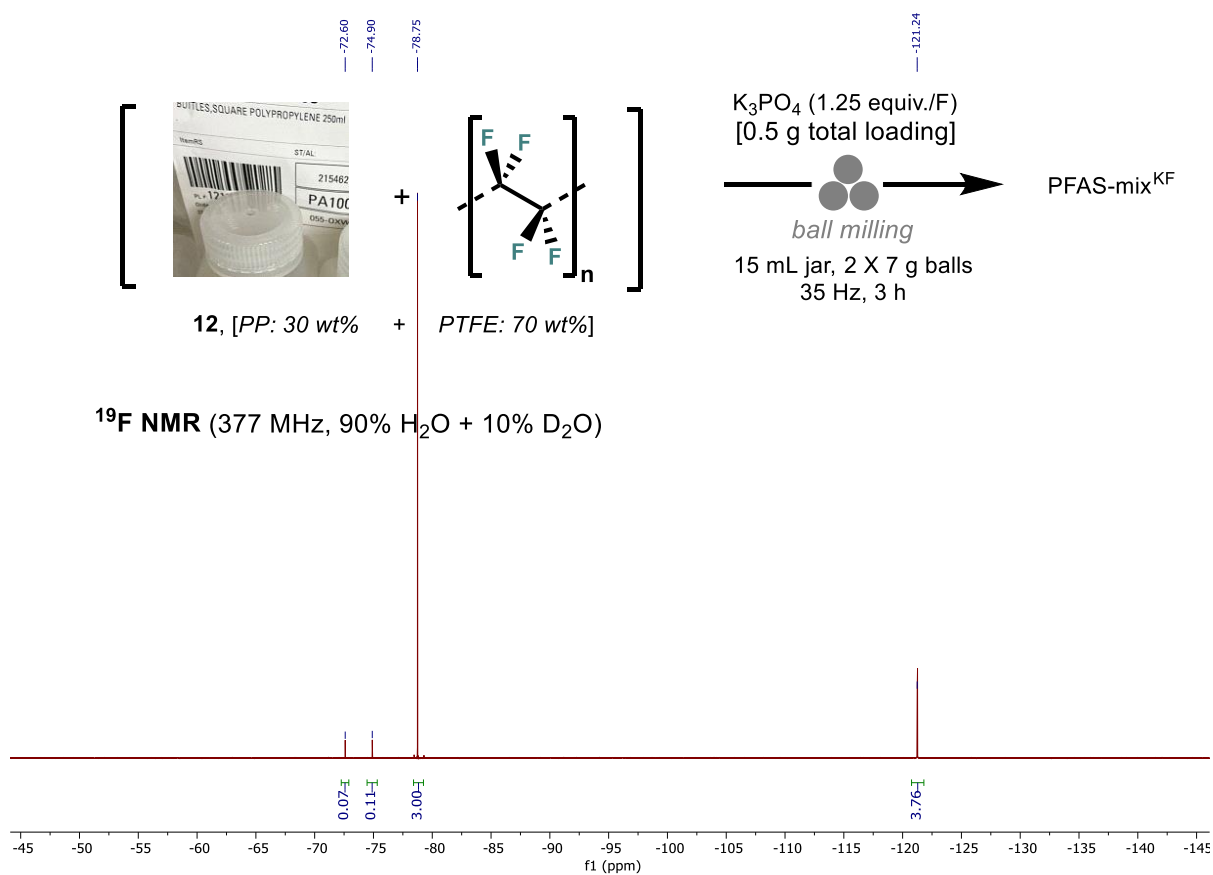 -72.60
-74.90
-78.75
-121.24
BOTTLES,SQUARE POLYPROPYLENE 250ml
ST/AL
215462
PA100
+
F F
F F
n
K₃PO₄ (1.25 equiv./F)
[0.5 g total loading]
ball milling
15 mL jar, 2 X 7 g balls
35 Hz, 3 h
PFAS-mixᴷᶠ
12, [PP: 30 wt% + PTFE: 70 wt%]
¹⁹F NMR (377 MHz, 90% H₂O + 10% D₂O)
0.07
0.11
3.00
3.76
-45 -50 -55 -60 -65 -70 -75 -80 -85 -90 -95 -100 -105 -110 -115 -120 -125 -130 -135 -140 -145
f1 (ppm)